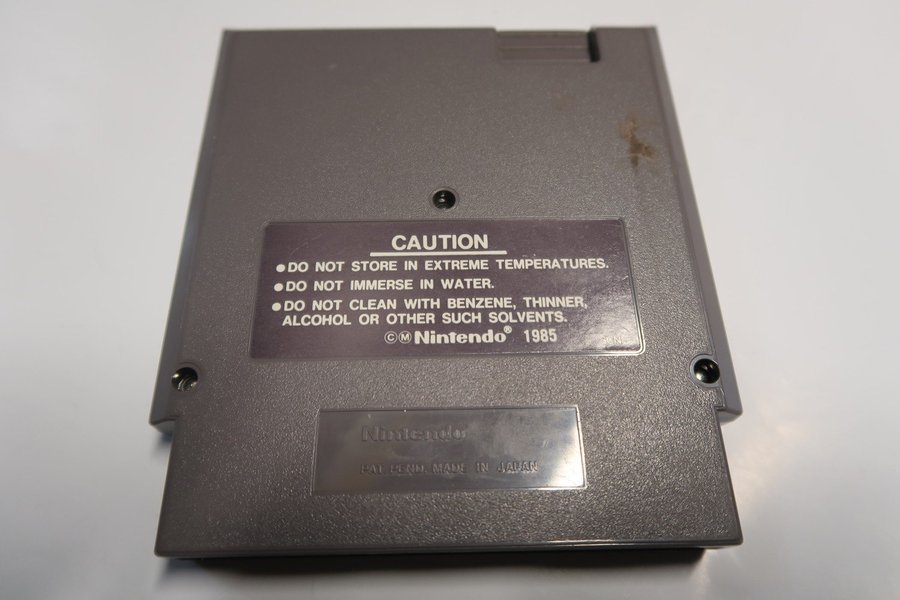 CAUTION
●DO NOT STORE IN EXTREME TEMPERATURES.
●DO NOT IMMERSE IN WATER.
●DO NOT CLEAN WITH BENZENE, THINNER,
ALCOHOL OR OTHER SUCH SOLVENTS.
ⒸⓂNintendo® 1985
Nintendo
PAT PEND. MADE IN JAPAN